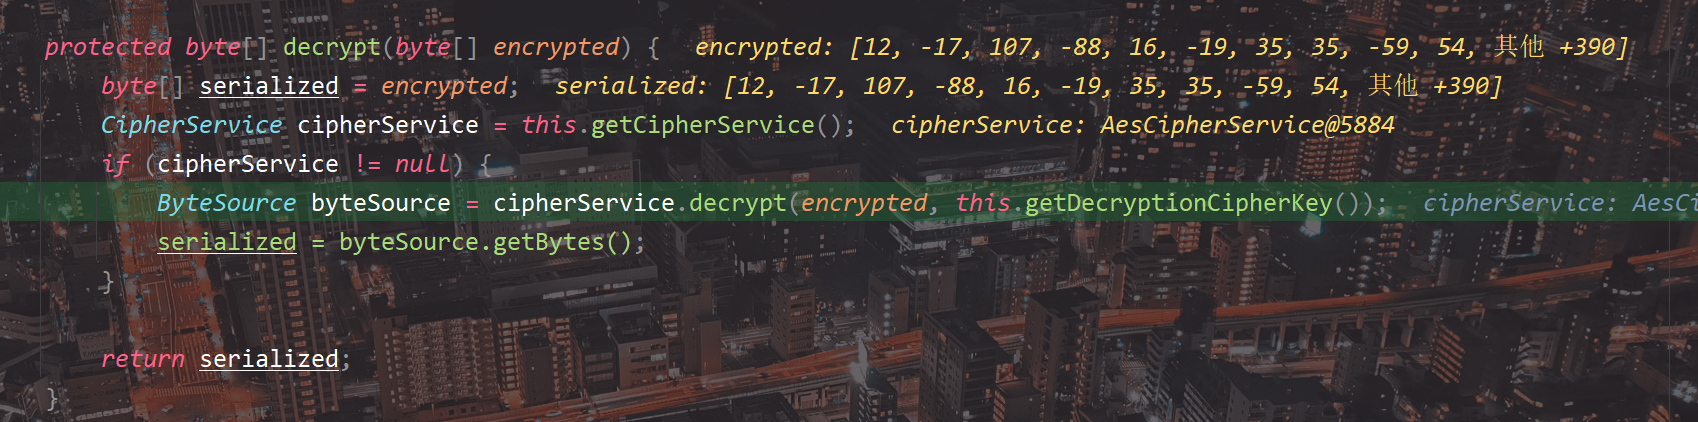 protected byte[] decrypt(byte[] encrypted) {   encrypted: [12, -17, 107, -88, 16, -19, 35, 35, -59, 54, 其他 +390]
byte[] serialized = encrypted;   serialized: [12, -17, 107, -88, 16, -19, 35, 35, -59, 54, 其他 +390]
CipherService cipherService = this.getCipherService();   cipherService: AesCipherService@5884
if (cipherService != null) {
ByteSource byteSource = cipherService.decrypt(encrypted, this.getDecryptionCipherKey());   cipherService: AesCi
serialized = byteSource.getBytes();
}
return serialized;
}